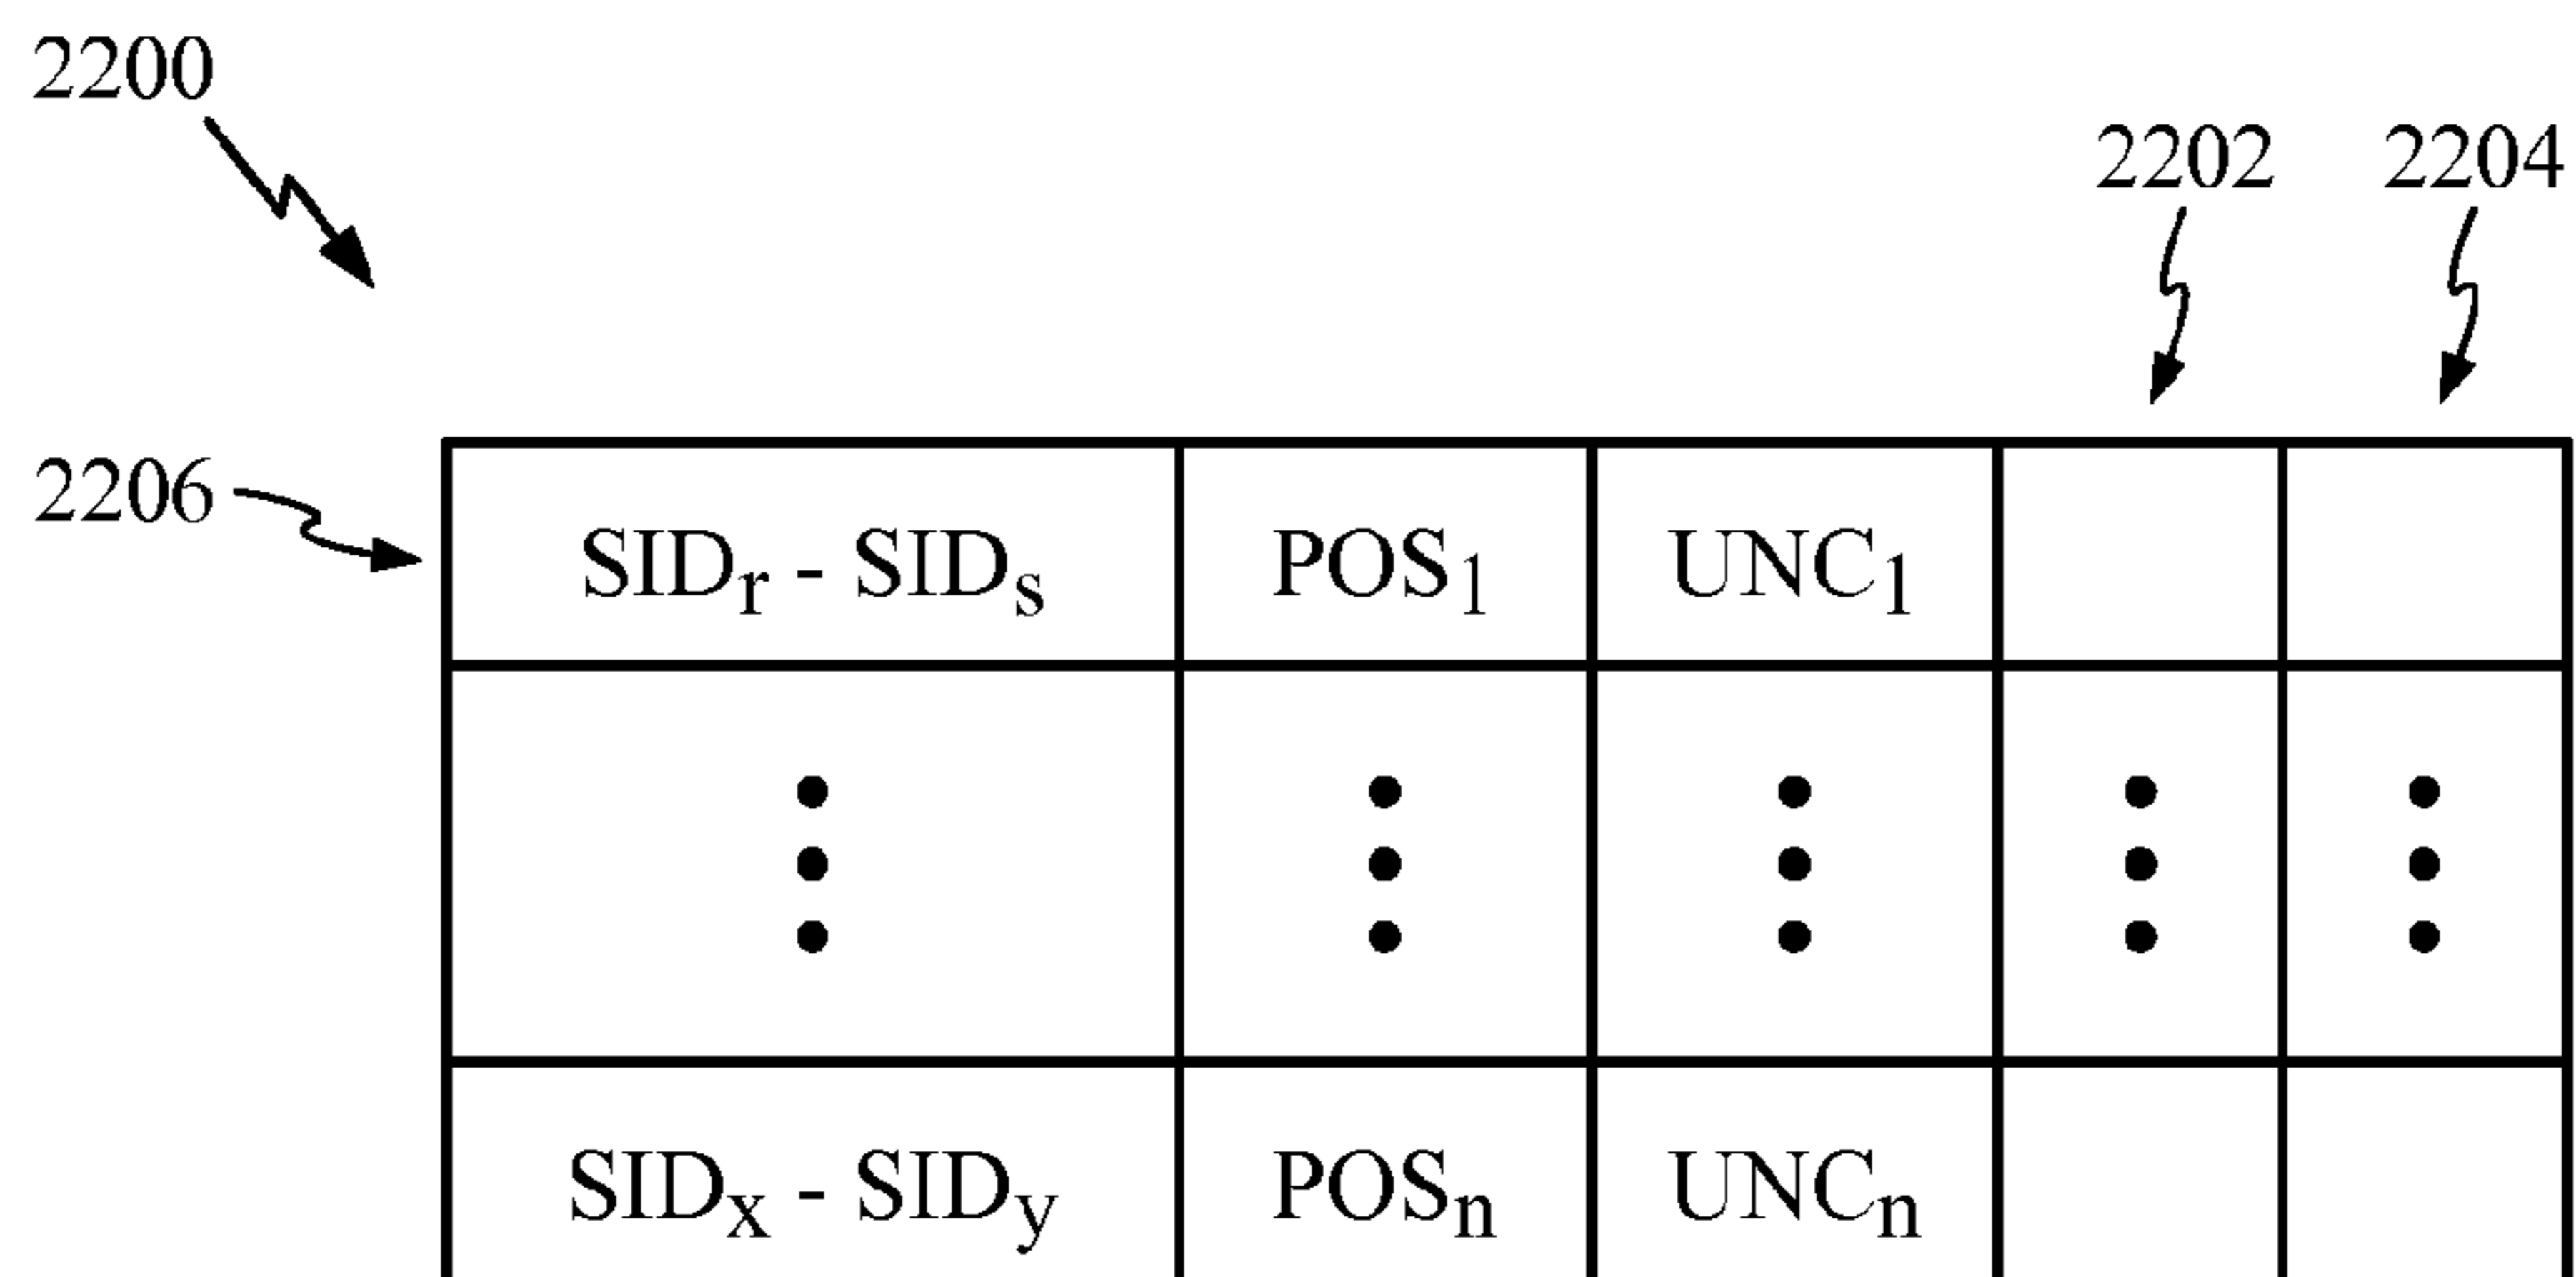 2200
2202 2204
2206
SIDr - SIDs POS1 UNC1
SIDx - SIDy POSn UNCn